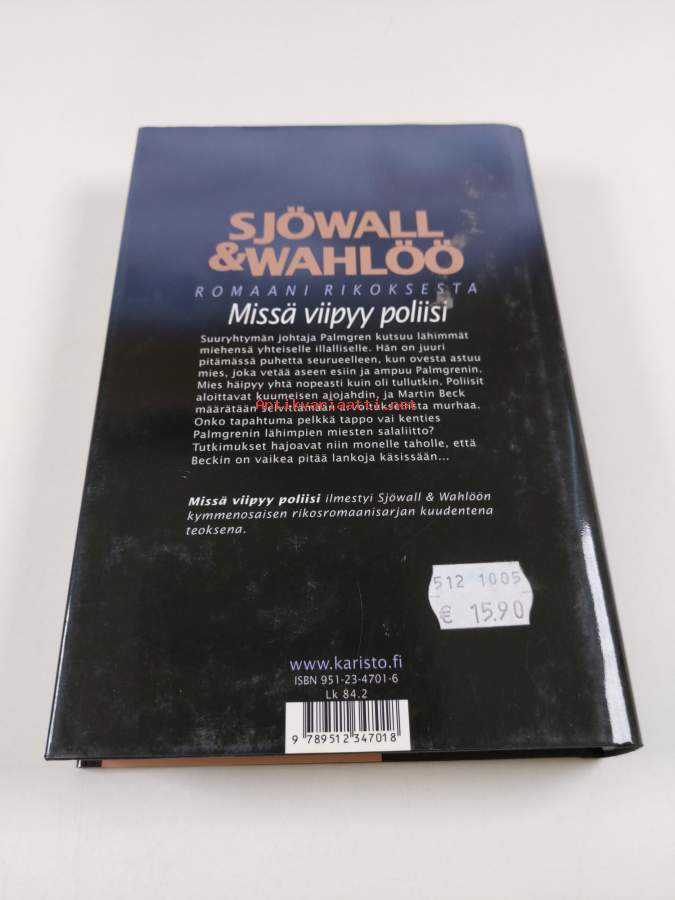 SJÖWALL
&WAHLÖÖ
ROMAANI RIKOKSESTA
Missä viipyy poliisi
Suuryhtymän johtaja Palmgren kutsuu lähimmät
miehensä yhteiselle illalliselle. Hän on juuri
pitämässä puhetta seurueelleen, kun ovesta astuu
mies, joka vetää aseen esiin ja ampuu Palmgrenin.
Mies häipyy yhtä nopeasti kuin oli tullutkin. Poliisit
aloittavat kuumeisen ajojahdin, ja Martin Beck
Antikvariaatti.net
määrätään selvittämään arvoituksellista murhaa.
Onko tapahtuma pelkkä tappo vai kenties
Palmgrenin lähimpien miesten salaliitto?
Tutkimukset hajoavat niin monelle taholle, että
Beckin on vaikea pitää lankoja käsissään...
Missä viipyy poliisi ilmestyi Sjöwall & Wahlöön
kymmenosaisen rikosromaanisarjan kuudentena
teoksena.
512 1005
€ 15.90
www.karisto.fi
ISBN 951-23-4701-6
Lk 84.2
9 789512 347018